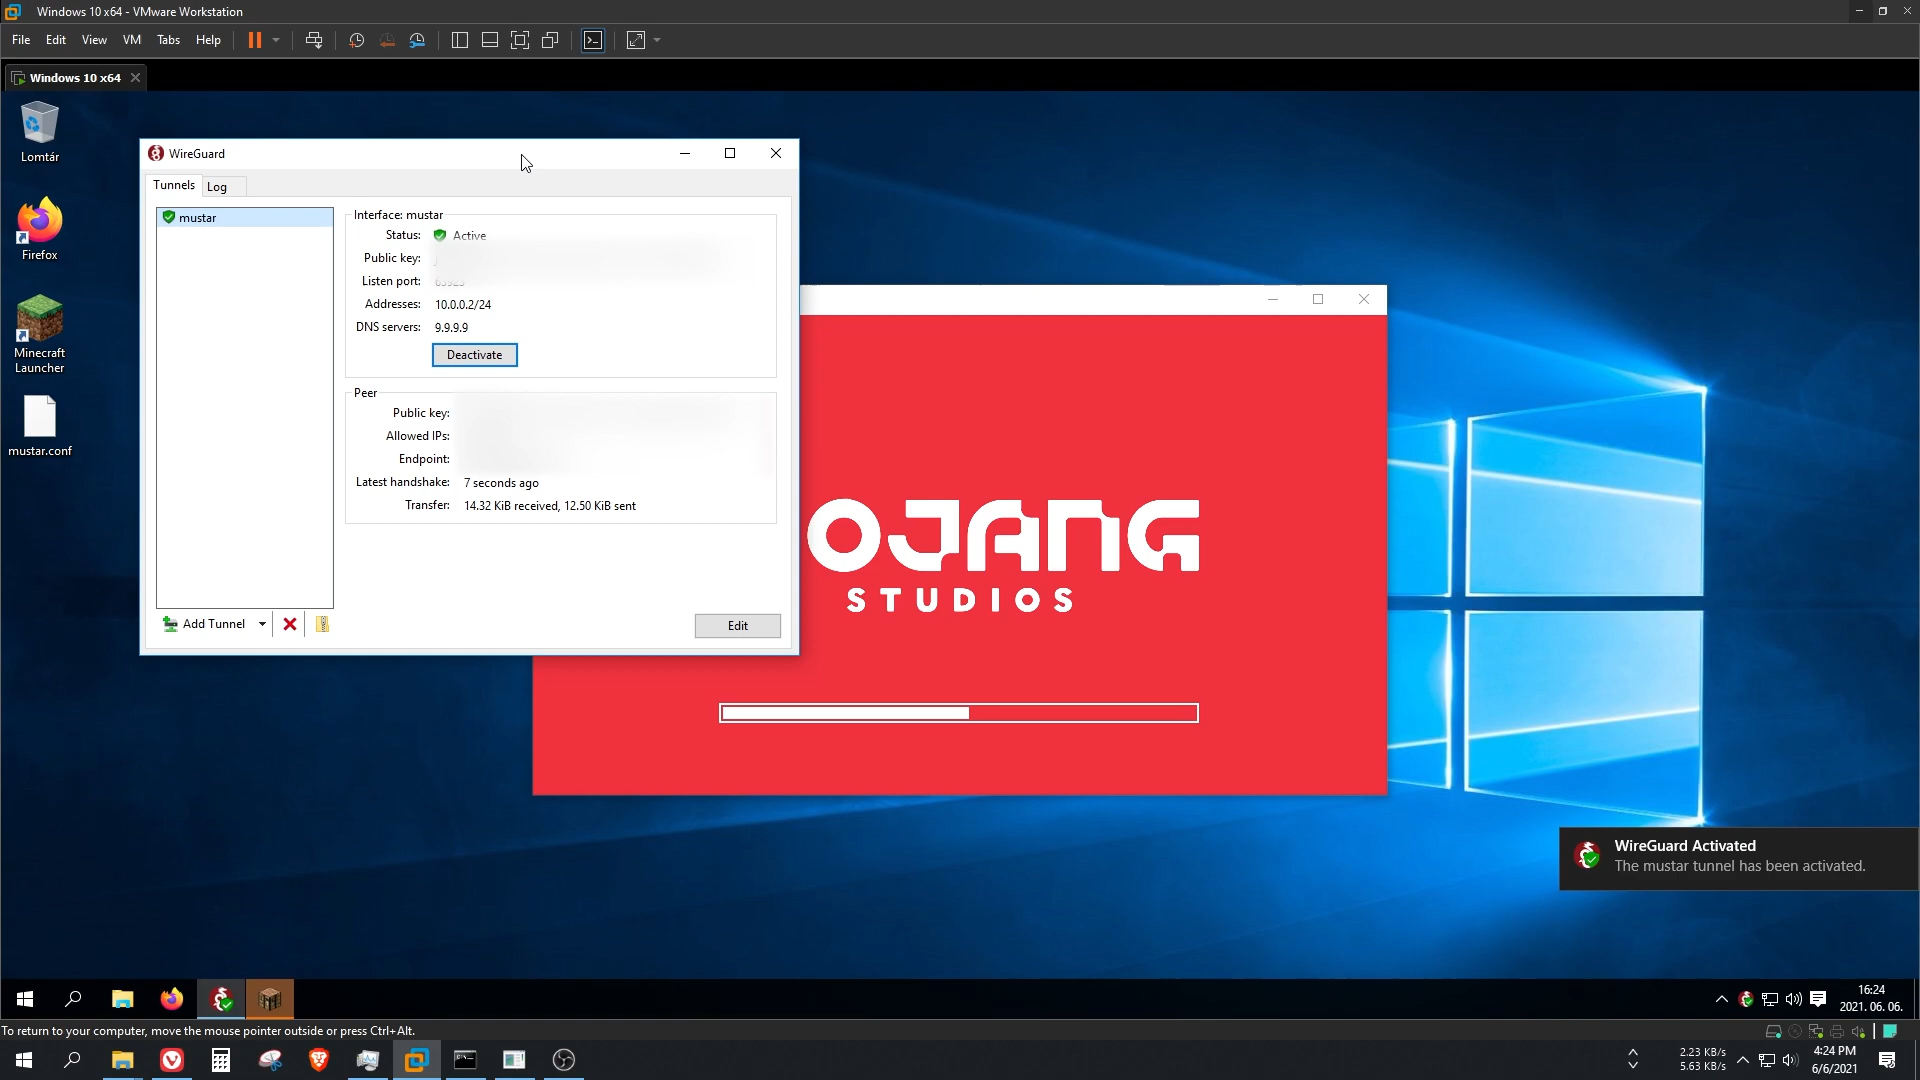 Windows 10 x64 - VMware Workstation
File Edit View VM Tabs Help
Windows 10 x64
Lomtár
Firefox
Minecraft
Launcher
mustar.conf
WireGuard
Tunnels Log
mustar
Interface: mustar
Status: Active
Public key:
Listen port:
Addresses: 10.0.0.2/24
DNS servers: 9.9.9.9
Deactivate
Peer
Public key:
Allowed IPs:
Endpoint:
Latest handshake: 7 seconds ago
Transfer: 14.32 KiB received, 12.50 KiB sent
Add Tunnel
Edit
OJANG
STUDIOS
WireGuard Activated
The mustar tunnel has been activated.
16:24
2021. 06. 06.
To return to your computer, move the mouse pointer outside or press Ctrl+Alt.
2.23 KB/s
5.63 KB/s
4:24 PM
6/6/2021